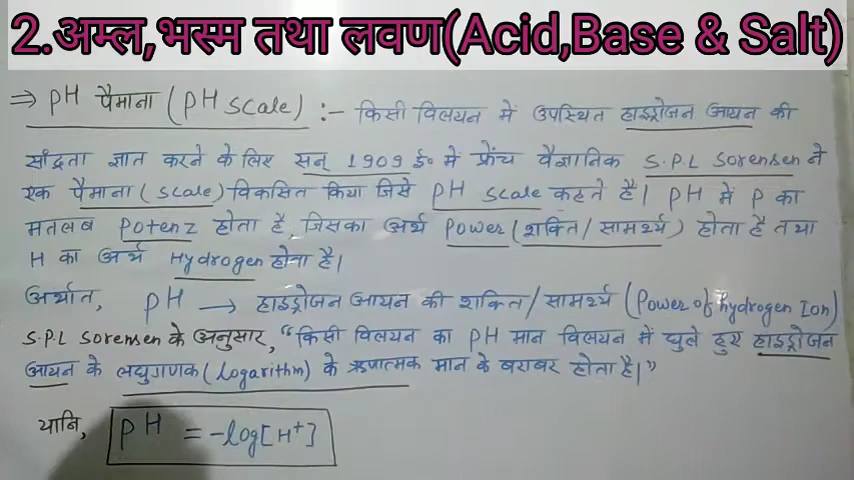 2.अम्ल,भस्म तथा लवण(Acid,Base & Salt)
⇒ PH पैमाना (PH Scale) :- किसी विलयन में उपस्थित हाइड्रोजन आयन की
सांद्रता ज्ञात करने के लिए सन् 1909 ई० में फ्रेंच वैज्ञानिक S.P.L Sorensen ने
एक पैमाना (Scale) विकसित किया जिसे PH Scale कहते हैं। PH में P का
मतलब Potenz होता है, जिसका अर्थ Power (शक्ति/सामर्थ्य) होता है तथा
H का अर्थ Hydrogen होता है।
अर्थात, PH → हाइड्रोजन आयन की शक्ति/सामर्थ्य (Power of hydrogen Ion)
S.P.L Sorensen के अनुसार, "किसी विलयन का PH मान विलयन में घुले हुए हाइड्रोजन
आयन के लघुगणक (logarithm) के ऋणात्मक मान के बराबर होता है।"
यानि, PH = -log[H⁺]